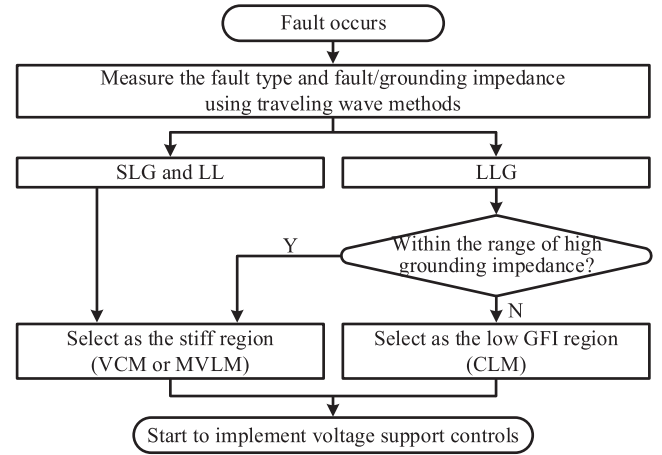 Fault occurs
Measure the fault type and fault/grounding impedance
using traveling wave methods
SLG and LL
LLG
Within the range of high
grounding impedance?
Y
N
Select as the stiff region
(VCM or MVLM)
Select as the low GFI region
(CLM)
Start to implement voltage support controls